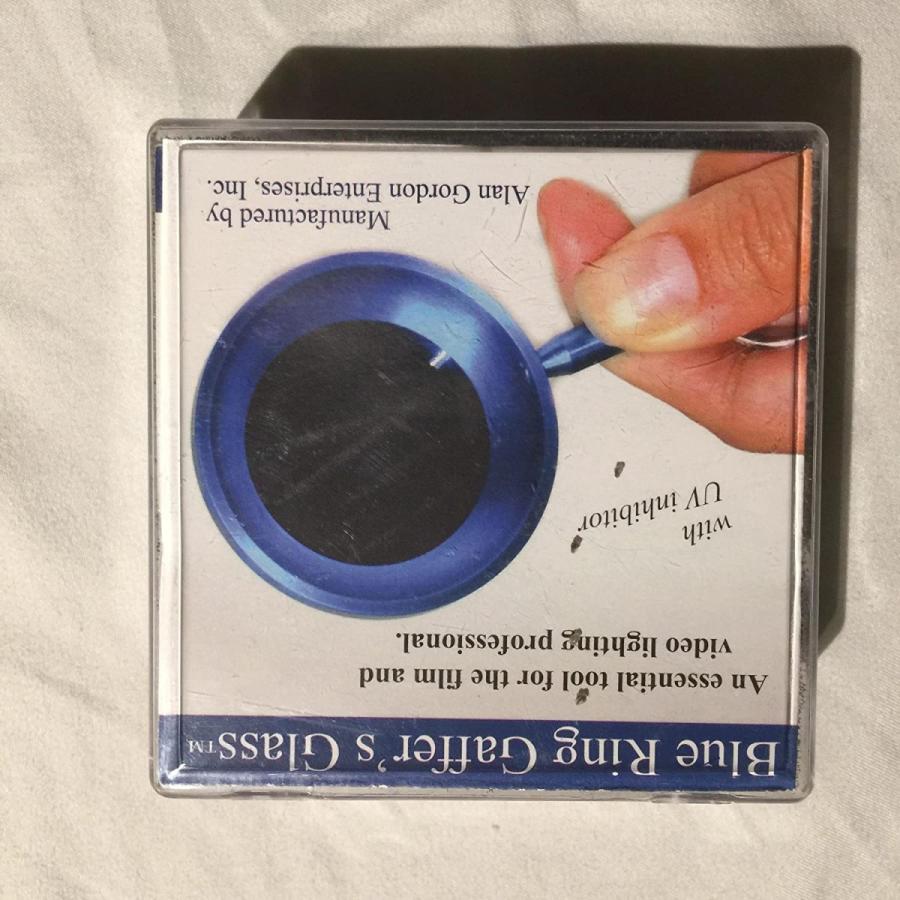 Blue Ring Gaffer's Glass™
An essential tool for the film and
video lighting professional.
with
UV inhibitor
Manufactured by
Alan Gordon Enterprises, Inc.